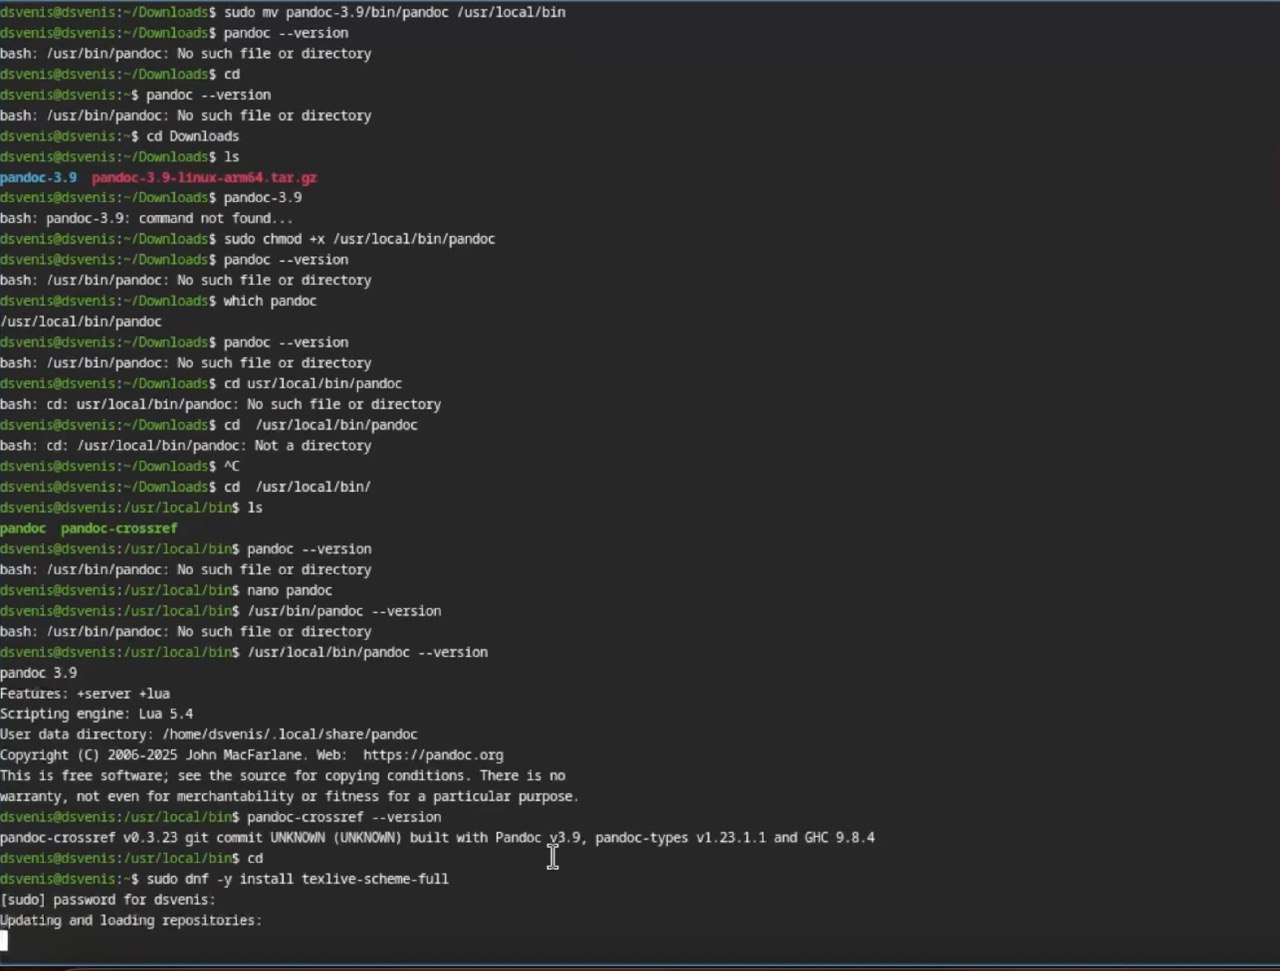 dsvenis@dsvenis:~/Downloads$ sudo mv pandoc-3.9/bin/pandoc /usr/local/bin
dsvenis@dsvenis:~/Downloads$ pandoc --version
bash: /usr/bin/pandoc: No such file or directory
dsvenis@dsvenis:~/Downloads$ cd
dsvenis@dsvenis:~$ pandoc --version
bash: /usr/bin/pandoc: No such file or directory
dsvenis@dsvenis:~$ cd Downloads
dsvenis@dsvenis:~/Downloads$ ls
pandoc-3.9  pandoc-3.9-linux-arm64.tar.gz
dsvenis@dsvenis:~/Downloads$ pandoc-3.9
bash: pandoc-3.9: command not found...
dsvenis@dsvenis:~/Downloads$ sudo chmod +x /usr/local/bin/pandoc
dsvenis@dsvenis:~/Downloads$ pandoc --version
bash: /usr/bin/pandoc: No such file or directory
dsvenis@dsvenis:~/Downloads$ which pandoc
/usr/local/bin/pandoc
dsvenis@dsvenis:~/Downloads$ pandoc --version
bash: /usr/bin/pandoc: No such file or directory
dsvenis@dsvenis:~/Downloads$ cd usr/local/bin/pandoc
bash: cd: usr/local/bin/pandoc: No such file or directory
dsvenis@dsvenis:~/Downloads$ cd  /usr/local/bin/pandoc
bash: cd: /usr/local/bin/pandoc: Not a directory
dsvenis@dsvenis:~/Downloads$ ^C
dsvenis@dsvenis:~/Downloads$ cd  /usr/local/bin/
dsvenis@dsvenis:/usr/local/bin$ ls
pandoc  pandoc-crossref
dsvenis@dsvenis:/usr/local/bin$ pandoc --version
bash: /usr/bin/pandoc: No such file or directory
dsvenis@dsvenis:/usr/local/bin$ nano pandoc
dsvenis@dsvenis:/usr/local/bin$ /usr/bin/pandoc --version
bash: /usr/bin/pandoc: No such file or directory
dsvenis@dsvenis:/usr/local/bin$ /usr/local/bin/pandoc --version
pandoc 3.9
Features: +server +lua
Scripting engine: Lua 5.4
User data directory: /home/dsvenis/.local/share/pandoc
Copyright (C) 2006-2025 John MacFarlane. Web:  https://pandoc.org
This is free software; see the source for copying conditions. There is no
warranty, not even for merchantability or fitness for a particular purpose.
dsvenis@dsvenis:/usr/local/bin$ pandoc-crossref --version
pandoc-crossref v0.3.23 git commit UNKNOWN (UNKNOWN) built with Pandoc v3.9, pandoc-types v1.23.1.1 and GHC 9.8.4
dsvenis@dsvenis:/usr/local/bin$ cd
dsvenis@dsvenis:~$ sudo dnf -y install texlive-scheme-full
[sudo] password for dsvenis:
Updating and loading repositories: